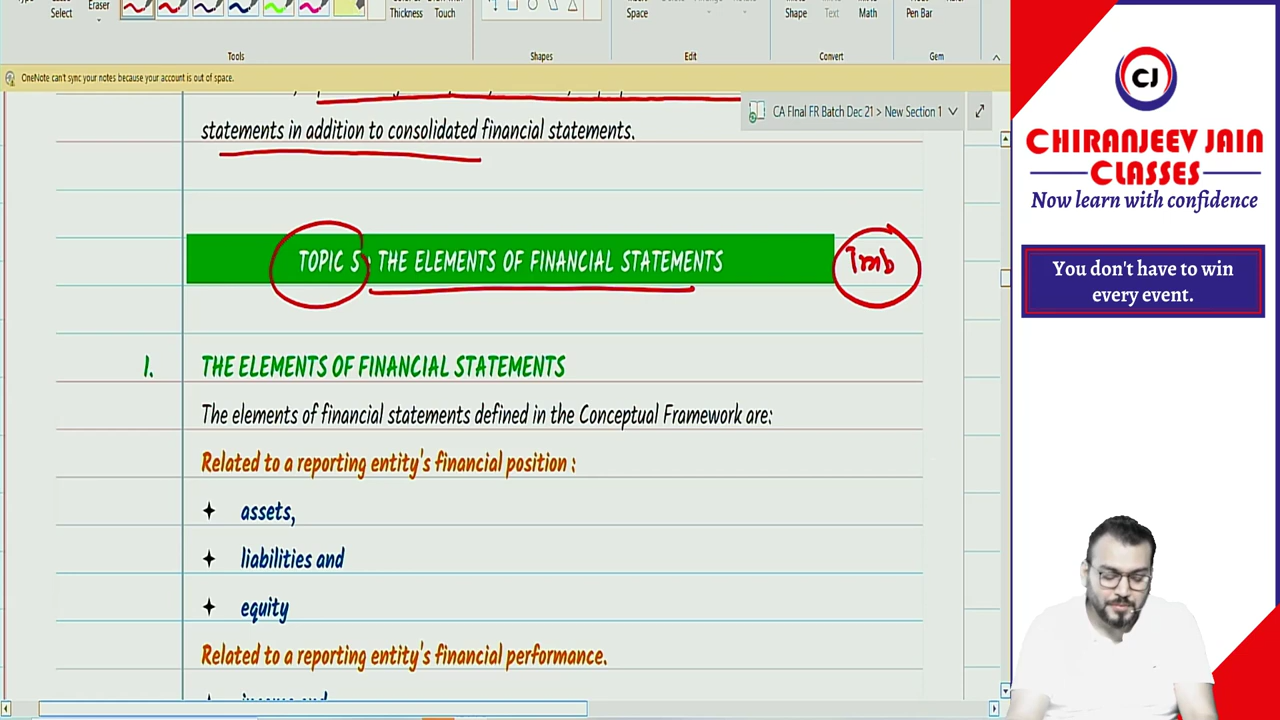 Eraser
Select
Thickness
Touch
Space
Shape
Text
Math
Pen Bar
Tools
Shapes
Edit
Convert
Gem
OneNote can't sync your notes because your account is out of space.
CA FInal FR Batch Dec 21 > New Section 1
statements in addition to consolidated financial statements.
TOPIC 5 : THE ELEMENTS OF FINANCIAL STATEMENTS
Imb
1. THE ELEMENTS OF FINANCIAL STATEMENTS
The elements of financial statements defined in the Conceptual Framework are:
Related to a reporting entity's financial position :
assets,
liabilities and
equity
Related to a reporting entity's financial performance.
CJ
CHIRANJEEV JAIN
CLASSES
Now learn with confidence
You don't have to win
every event.